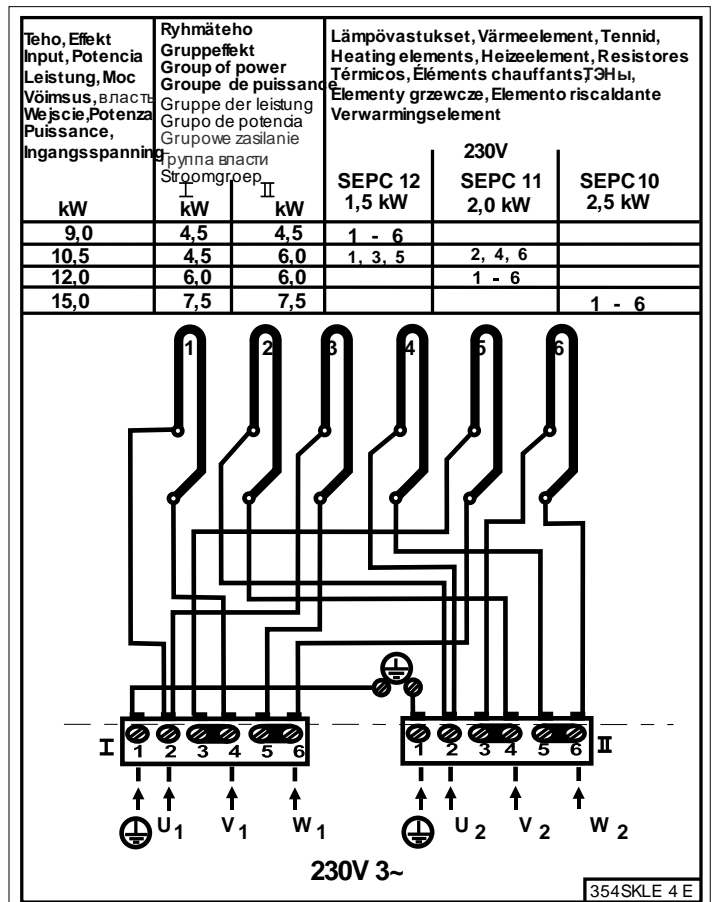 Teho, Effekt
Input, Potencia
Leistung, Moc
Vöimsus, власть
Wejscie,Potenza
Puissance,
Ingangsspanning
kW
Ryhmäteho
Gruppeffekt
Group of power
Groupe de puissance
Gruppe der leistung
Grupo de potencia
Grupowe zasilanie
Группа власти
Stroomgroep
I II
kW kW
Lämpövastukset, Värmeelement, Tennid,
Heating elements, Heizeelement, Resistores
Térmicos, Éléments chauffants,ТЭНы,
Elementy grzewcze, Elemento riscaldante
Verwarmingselement
230V
SEPC 12 SEPC 11 SEPC10
1,5 kW 2,0 kW 2,5 kW
9,0 4,5 4,5 1 - 6
10,5 4,5 6,0 1, 3, 5 2, 4, 6
12,0 6,0 6,0 1 - 6
15,0 7,5 7,5 1 - 6
1 2 3 4 5 6
I 1 2 3 4 5 6 1 2 3 4 5 6 II
U1 V1 W1 U2 V2 W2
230V 3~
354SKLE 4 E